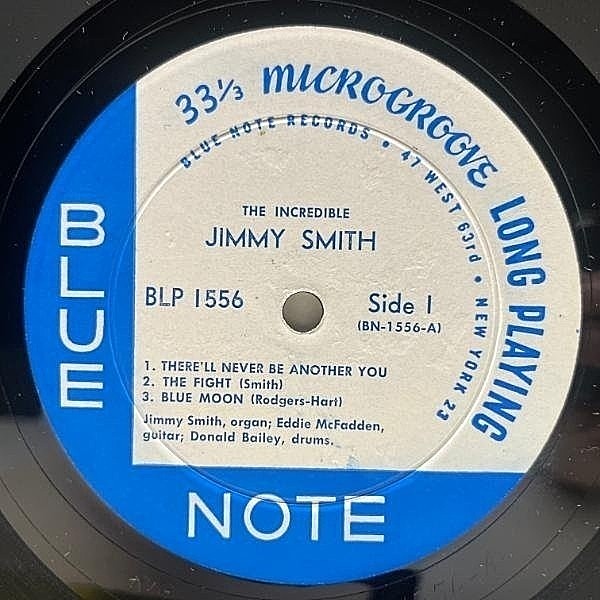 33⅓ MICROGROOVE LONG PLAYING
BLUE NOTE RECORDS • 47 WEST 63rd • NEW YORK 23
THE INCREDIBLE
JIMMY SMITH
BLP 1556
Side 1
(BN-1556-A)
1. THERE'LL NEVER BE ANOTHER YOU
2. THE FIGHT (Smith)
3. BLUE MOON (Rodgers-Hart)
Jimmy Smith, organ; Eddie McFadden,
guitar; Donald Bailey, drums.
BLUE
NOTE